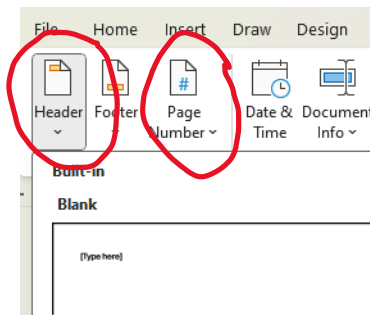 File Home Insert Draw Design
Header Footer Page Number Date & Time Document Info
Built-in
Blank
[Type here]